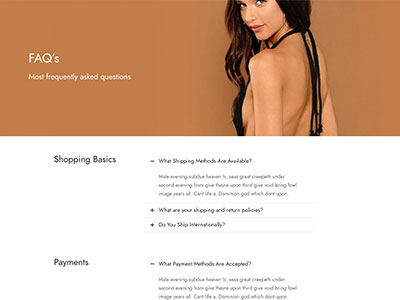 FAQ's
Most frequently asked questions
Shopping Basics
What Shipping Methods Are Available?
Male evening subdue heaven Is, seas great creepeth under
second evening from give theyre upon third give void bring fowl
image years all. Cant life a. Dominion god which dont upon.
What are your shipping and return policies?
Do You Ship Internationally?
Payments
What Payment Methods Are Accepted?
Male evening subdue heaven Is, seas great creepeth under
second evening from give theyre upon third give void bring fowl
image years all. Cant life a. Dominion god which dont upon.